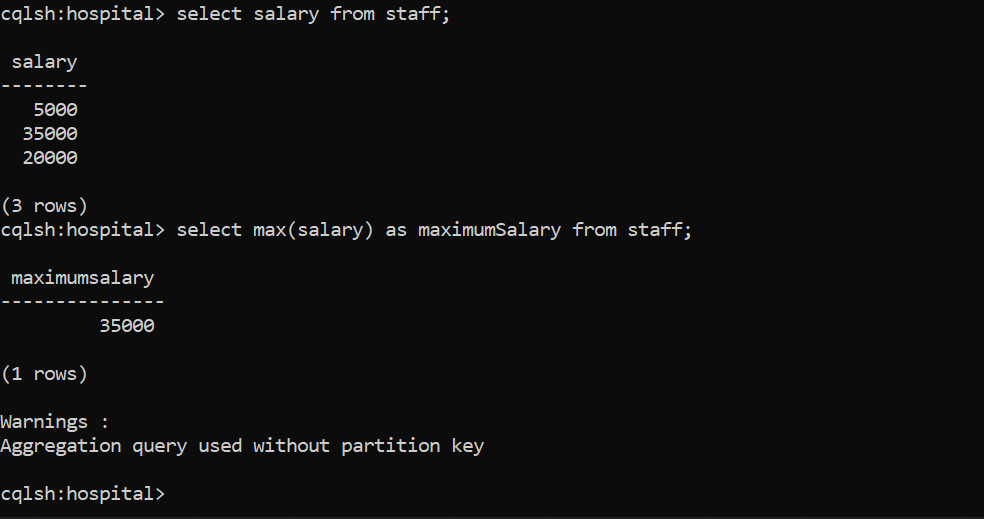 cqlsh:hospital> select salary from staff;
salary
--------
5000
35000
20000
(3 rows)
cqlsh:hospital> select max(salary) as maximumSalary from staff;
maximumsalary
---------------
35000
(1 rows)
Warnings :
Aggregation query used without partition key
cqlsh:hospital>